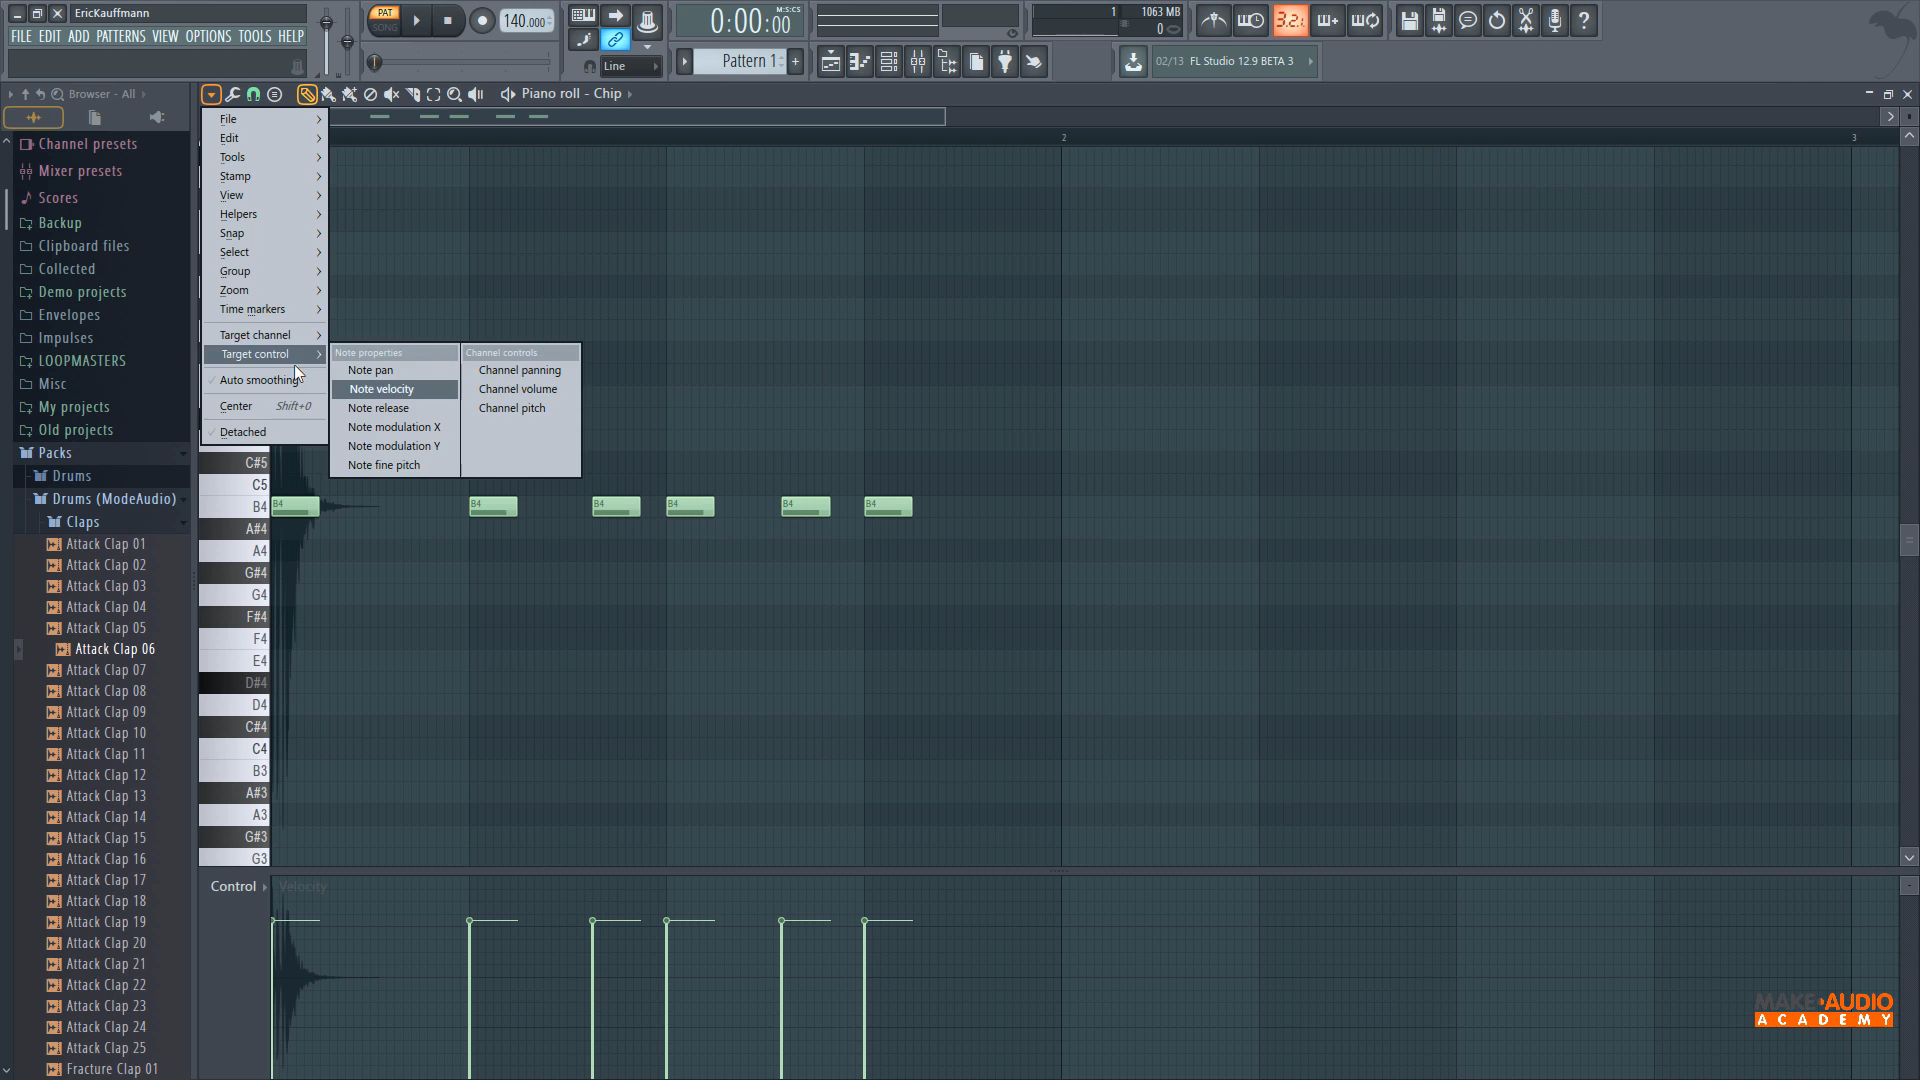 EricKauffmann
FILE EDIT ADD PATTERNS VIEW OPTIONS TOOLS HELP
PAT
SONG
140.000
Line
0:00:00
M:S:CS
Pattern 1
+
1
1063 MB
0
3.2.1
?
02/13 FL Studio 12.9 BETA 3
Browser - All
Piano roll - Chip
Channel presets
Mixer presets
Scores
Backup
Clipboard files
Collected
Demo projects
Envelopes
Impulses
LOOPMASTERS
Misc
My projects
Old projects
Packs
Drums
Drums (ModeAudio)
Claps
Attack Clap 01
Attack Clap 02
Attack Clap 03
Attack Clap 04
Attack Clap 05
Attack Clap 06
Attack Clap 07
Attack Clap 08
Attack Clap 09
Attack Clap 10
Attack Clap 11
Attack Clap 12
Attack Clap 13
Attack Clap 14
Attack Clap 15
Attack Clap 16
Attack Clap 17
Attack Clap 18
Attack Clap 19
Attack Clap 20
Attack Clap 21
Attack Clap 22
Attack Clap 23
Attack Clap 24
Attack Clap 25
Fracture Clap 01
File
Edit
Tools
Stamp
View
Helpers
Snap
Select
Group
Zoom
Time markers
Target channel
Target control
Auto smoothing
Center Shift+0
Detached
Note properties
Note pan
Note velocity
Note release
Note modulation X
Note modulation Y
Note fine pitch
Channel controls
Channel panning
Channel volume
Channel pitch
2
3
C#5
C5
B4
A#4
A4
G#4
G4
F#4
F4
E4
D#4
D4
C#4
C4
B3
A#3
A3
G#3
G3
B4
B4
B4
B4
B4
B4
Control
Velocity
MAKE AUDIO
ACADEMY